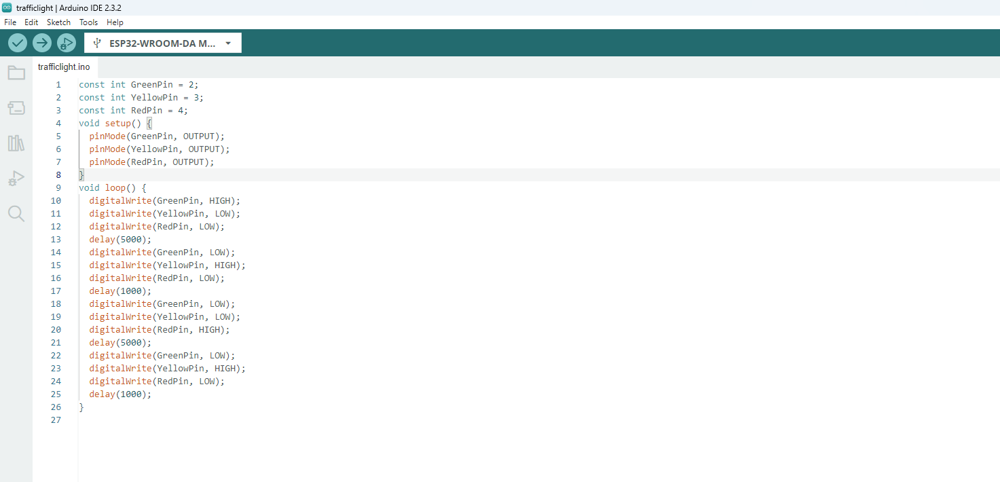 trafficlight | Arduino IDE 2.3.2
File Edit Sketch Tools Help
ESP32-WROOM-DA M...
trafficlight.ino
1 const int GreenPin = 2;
2 const int YellowPin = 3;
3 const int RedPin = 4;
4 void setup() {
5 pinMode(GreenPin, OUTPUT);
6 pinMode(YellowPin, OUTPUT);
7 pinMode(RedPin, OUTPUT);
8 }
9 void loop() {
10 digitalWrite(GreenPin, HIGH);
11 digitalWrite(YellowPin, LOW);
12 digitalWrite(RedPin, LOW);
13 delay(5000);
14 digitalWrite(GreenPin, LOW);
15 digitalWrite(YellowPin, HIGH);
16 digitalWrite(RedPin, LOW);
17 delay(1000);
18 digitalWrite(GreenPin, LOW);
19 digitalWrite(YellowPin, LOW);
20 digitalWrite(RedPin, HIGH);
21 delay(5000);
22 digitalWrite(GreenPin, LOW);
23 digitalWrite(YellowPin, HIGH);
24 digitalWrite(RedPin, LOW);
25 delay(1000);
26 }
27